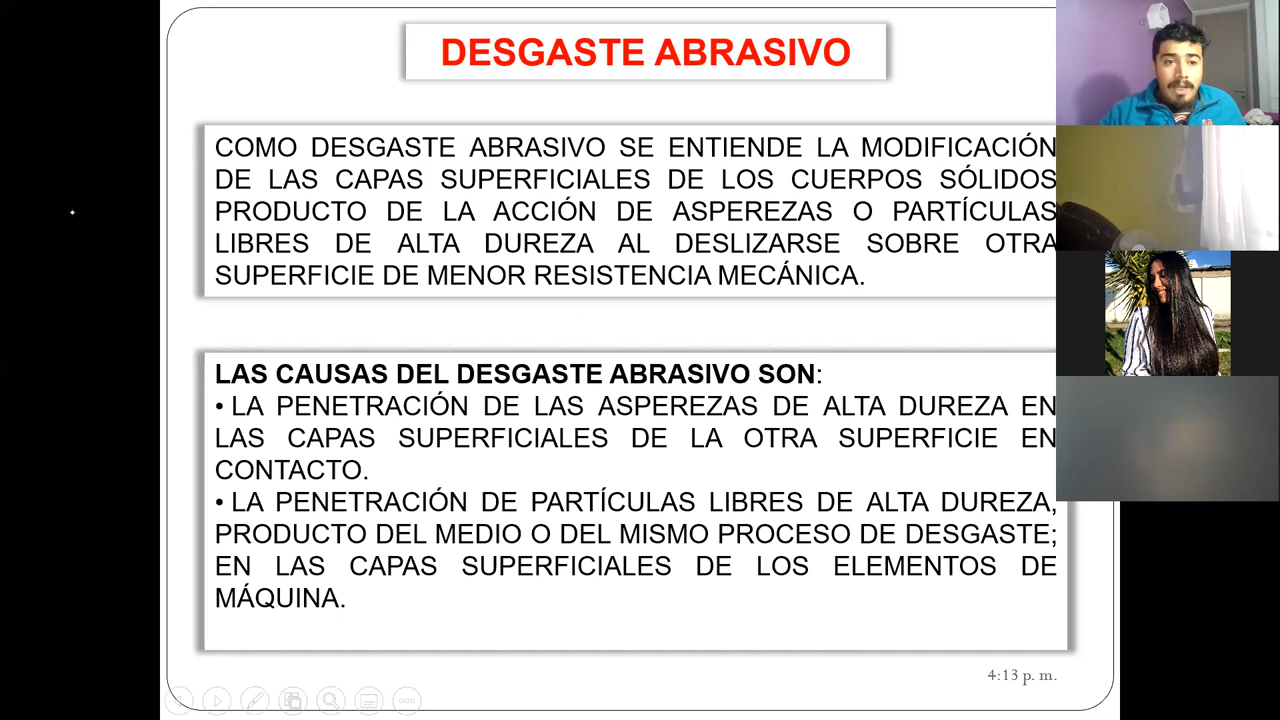 DESGASTE ABRASIVO
COMO DESGASTE ABRASIVO SE ENTIENDE LA MODIFICACIÓN
DE LAS CAPAS SUPERFICIALES DE LOS CUERPOS SÓLIDOS
PRODUCTO DE LA ACCIÓN DE ASPEREZAS O PARTÍCULAS
LIBRES DE ALTA DUREZA AL DESLIZARSE SOBRE OTRA
SUPERFICIE DE MENOR RESISTENCIA MECÁNICA.
LAS CAUSAS DEL DESGASTE ABRASIVO SON:
• LA PENETRACIÓN DE LAS ASPEREZAS DE ALTA DUREZA EN
LAS CAPAS SUPERFICIALES DE LA OTRA SUPERFICIE EN
CONTACTO.
• LA PENETRACIÓN DE PARTÍCULAS LIBRES DE ALTA DUREZA,
PRODUCTO DEL MEDIO O DEL MISMO PROCESO DE DESGASTE;
EN LAS CAPAS SUPERFICIALES DE LOS ELEMENTOS DE
MÁQUINA.
4:13 p. m.